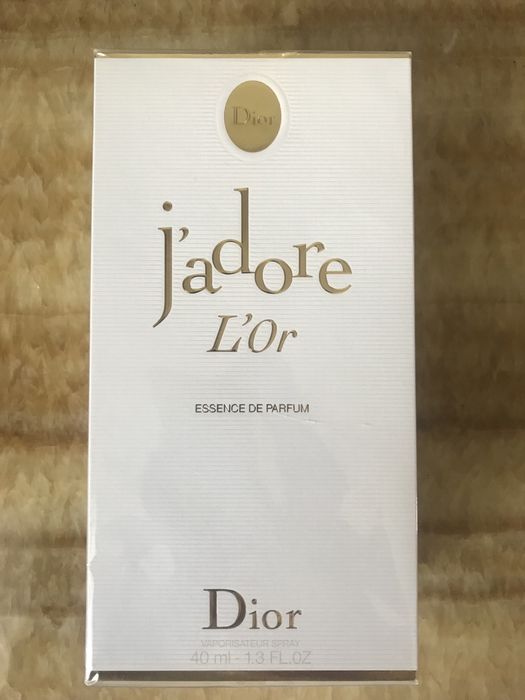 Dior
j'adore
L'Or
ESSENCE DE PARFUM
Dior
VAPORISATEUR SPRAY
40 ml - 1.3 FL.OZ